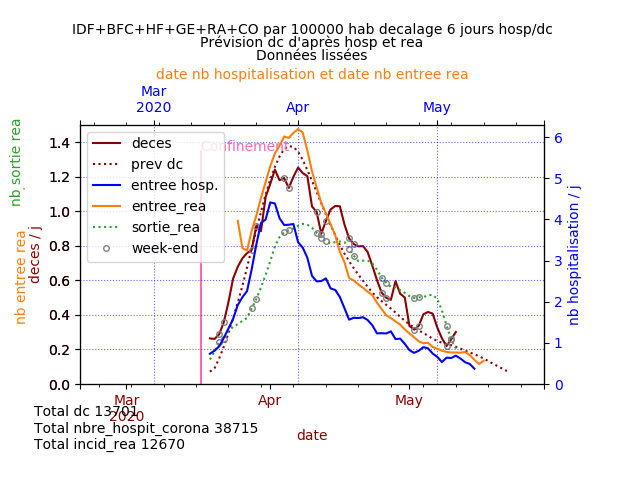 IDF+BFC+HF+GE+RA+CO par 100000 hab decalage 6 jours hosp/dc
Prévision dc d'après hosp et rea
Données lissées
date nb hospitalisation et date nb entree rea
Mar
2020
Apr
May
Confinement
deces
prev dc
entree hosp.
entree_rea
sortie_rea
week-end
nb sortie rea
nb entree rea
deces / j
1.4
1.2
1.0
0.8
0.6
0.4
0.2
0.0
6
5
4
3
2
1
0
nb hospitalisation / j
Mar
2020
Apr
May
date
Total dc 13701
Total nbre_hospit_corona 38715
Total incid_rea 12670